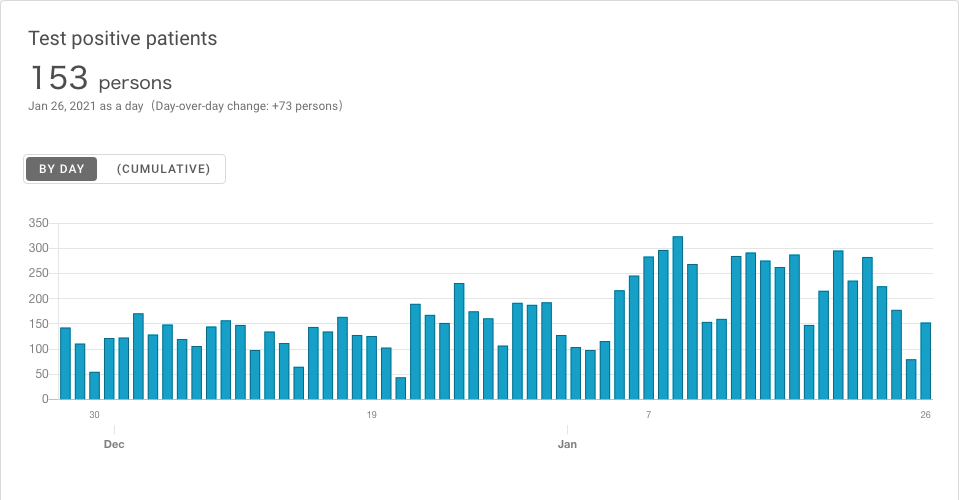 Test positive patients
153 persons
Jan 26, 2021 as a day（Day-over-day change: +73 persons）
BY DAY (CUMULATIVE)
350
300
250
200
150
100
50
0
30 19 7 26
Dec Jan